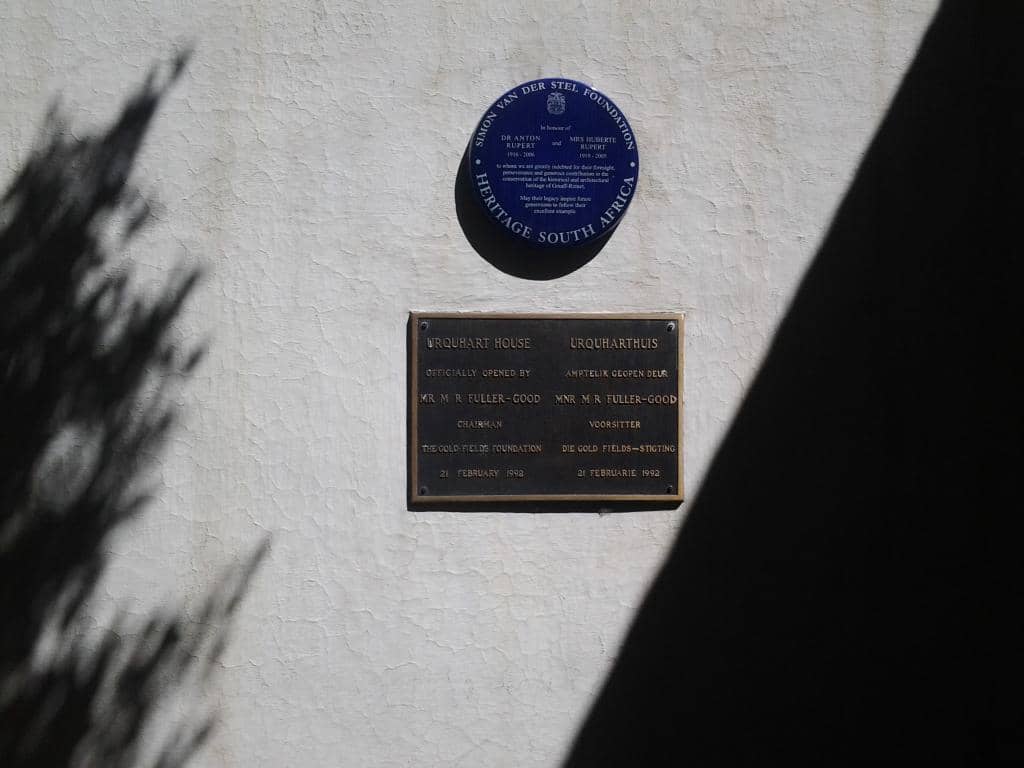 SIMON VAN DER STEL FOUNDATION
In honour of
DR ANTON RUPERT and MRS HUBERTE RUPERT
1916 - 2006 1919 - 2005
to whom we are greatly indebted for their foresight,
perseverance and generous contribution to the
conservation of the historical and architectural
heritage of Graaff-Reinet.
May their legacy inspire future
generations to follow their
excellent example.
HERITAGE SOUTH AFRICA
URQUHART HOUSE
OFFICIALLY OPENED BY
MR M R FULLER-GOOD
CHAIRMAN
THE GOLD FIELDS FOUNDATION
21 FEBRUARY 1992
URQUHARTHUIS
AMPTELIK GEOPEN DEUR
MNR M R FULLER-GOOD
VOORSITTER
DIE GOLD FIELDS-STIGTING
21 FEBRUARIE 1992